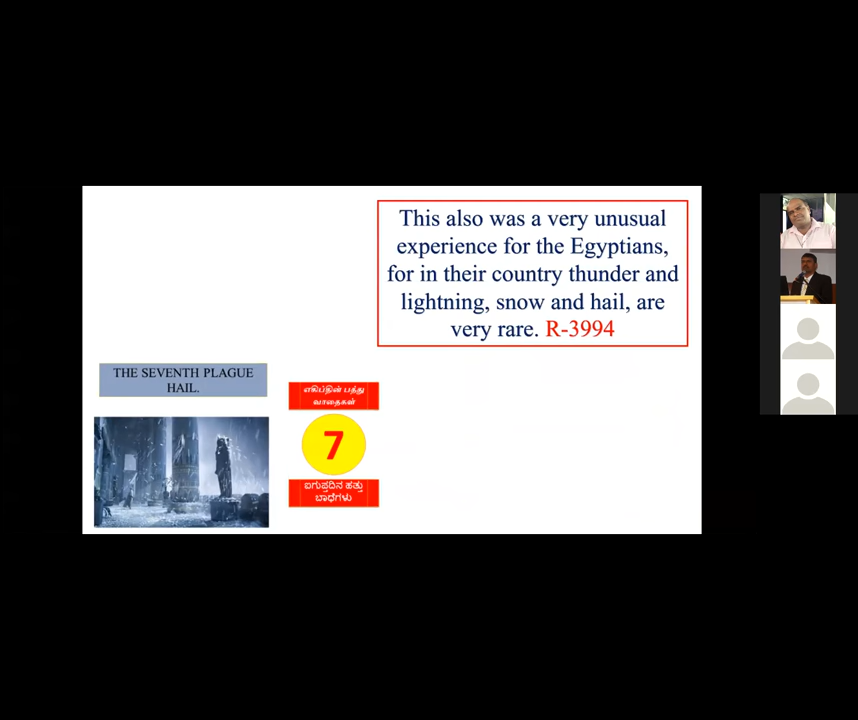 This also was a very unusual
experience for the Egyptians,
for in their country thunder and
lightning, snow and hail, are
very rare. R-3994
THE SEVENTH PLAGUE
HAIL.
எகிப்தின் பத்து
வாதைகள்
7
ಐಗುಪ್ತದಿನ ಹತ್ತು
ಬಾಧೆಗಳು